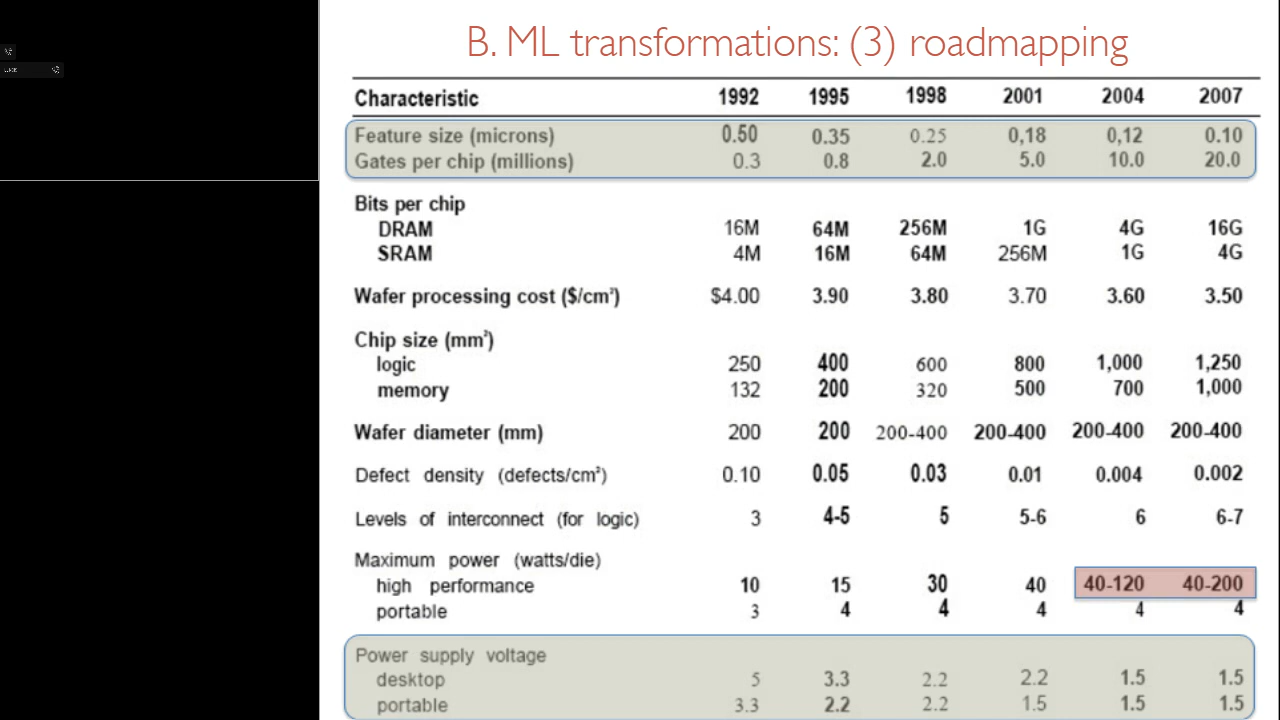 B. ML transformations: (3) roadmapping
Characteristic 1992 1995 1998 2001 2004 2007
Feature size (microns) 0.50 0.35 0.25 0,18 0,12 0.10
Gates per chip (millions) 0.3 0.8 2.0 5.0 10.0 20.0
Bits per chip
DRAM 16M 64M 256M 1G 4G 16G
SRAM 4M 16M 64M 256M 1G 4G
Wafer processing cost ($/cm²) $4.00 3.90 3.80 3.70 3.60 3.50
Chip size (mm²)
logic 250 400 600 800 1,000 1,250
memory 132 200 320 500 700 1,000
Wafer diameter (mm) 200 200 200-400 200-400 200-400 200-400
Defect density (defects/cm²) 0.10 0.05 0.03 0.01 0.004 0.002
Levels of interconnect (for logic) 3 4-5 5 5-6 6 6-7
Maximum power (watts/die)
high performance 10 15 30 40 40-120 40-200
portable 3 4 4 4 4 4
Power supply voltage
desktop 5 3.3 2.2 2.2 1.5 1.5
portable 3.3 2.2 2.2 1.5 1.5 1.5